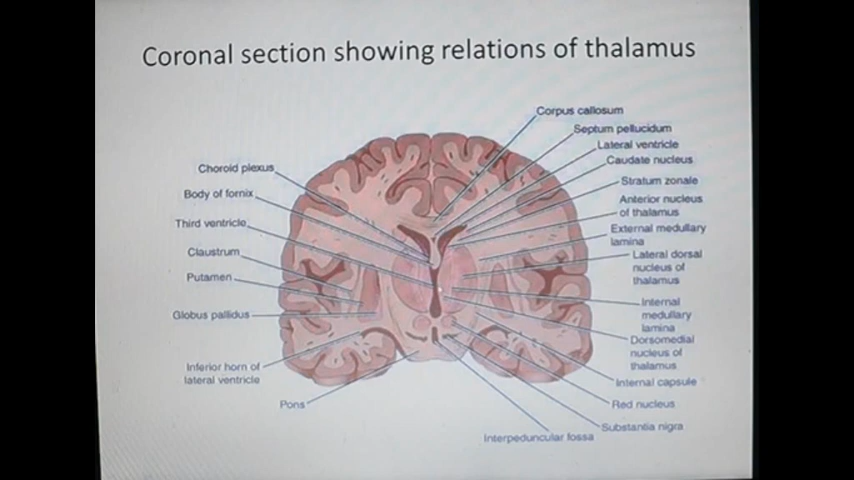 Coronal section showing relations of thalamus
Corpus callosum
Septum pellucidum
Lateral ventricle
Caudate nucleus
Stratum zonale
Anterior nucleus
of thalamus
External medullary
lamina
Lateral dorsal
nucleus of
thalamus
Internal
medullary
lamina
Dorsomedial
nucleus of
thalamus
Internal capsule
Red nucleus
Substantia nigra
Interpeduncular fossa
Choroid plexus
Body of fornix
Third ventricle
Claustrum
Putamen
Globus pallidus
Inferior horn of
lateral ventricle
Pons